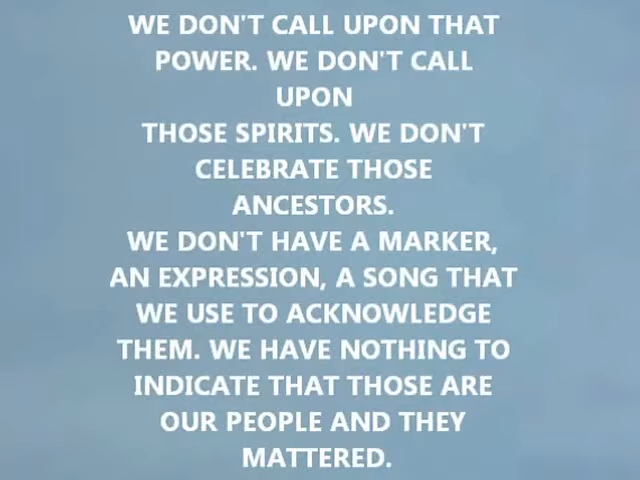 WE DON'T CALL UPON THAT
POWER. WE DON'T CALL
UPON
THOSE SPIRITS. WE DON'T
CELEBRATE THOSE
ANCESTORS.
WE DON'T HAVE A MARKER,
AN EXPRESSION, A SONG THAT
WE USE TO ACKNOWLEDGE
THEM. WE HAVE NOTHING TO
INDICATE THAT THOSE ARE
OUR PEOPLE AND THEY
MATTERED.